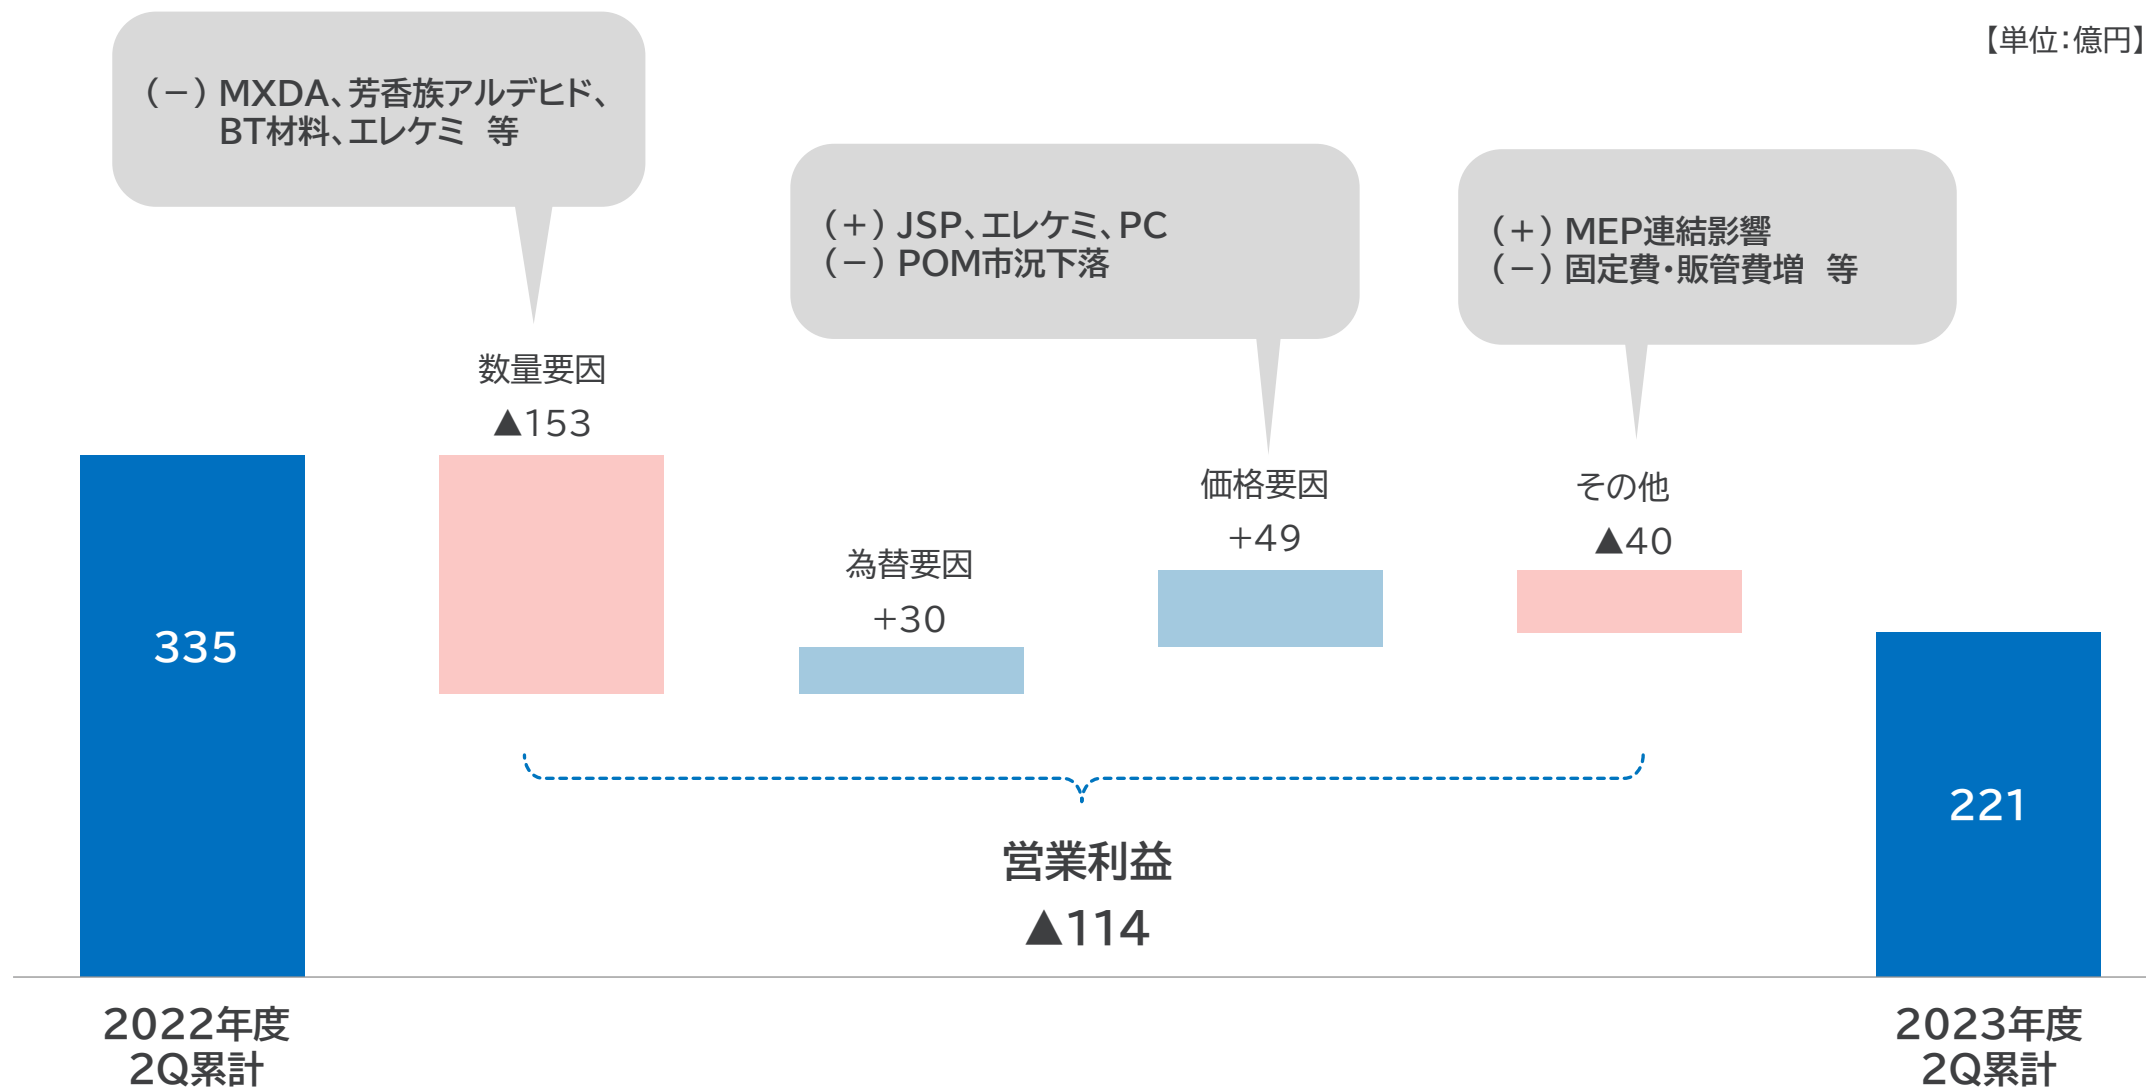 【単位：億円】
（－）MXDA、芳香族アルデヒド、
BT材料、エレケミ　等
（＋）JSP、エレケミ、PC
（－）POM市況下落
（＋）MEP連結影響
（－）固定費・販管費増　等
数量要因
▲153
為替要因
+30
価格要因
+49
その他
▲40
335
221
営業利益
▲114
2022年度
2Q累計
2023年度
2Q累計